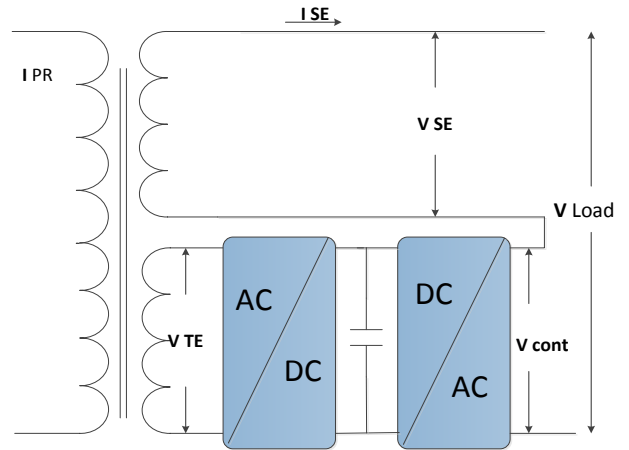 I SE
I PR
V SE
V Load
AC
DC
DC
AC
V TE
V cont